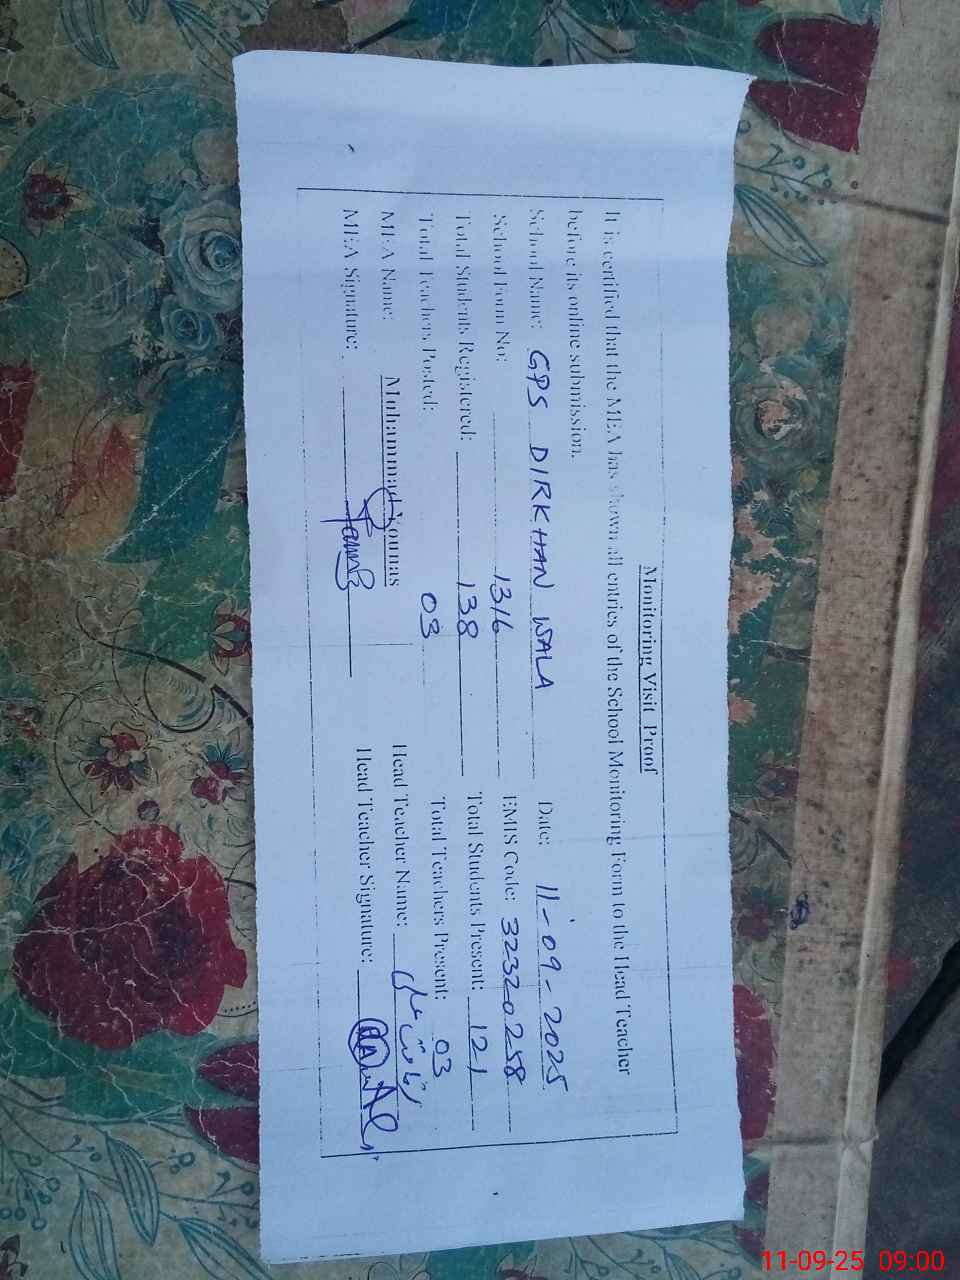 Monitoring Visit Proof
It is certified that the MEA has shown all entries of the School Monitoring Form to the Head Teacher
before its online submission.
School Name: GPS DIRKHAN WALA Date: 11-09-2025
School Form No: 1316 EMIS Code: 32320258
Total Students Registered: 138 Total Students Present: 121
Total Teachers Posted: 03 Total Teachers Present: 03
MEA Name: Muhammad Younas Head Teacher Name:
MEA Signature: Head Teacher Signature:
11-09-25 09:00